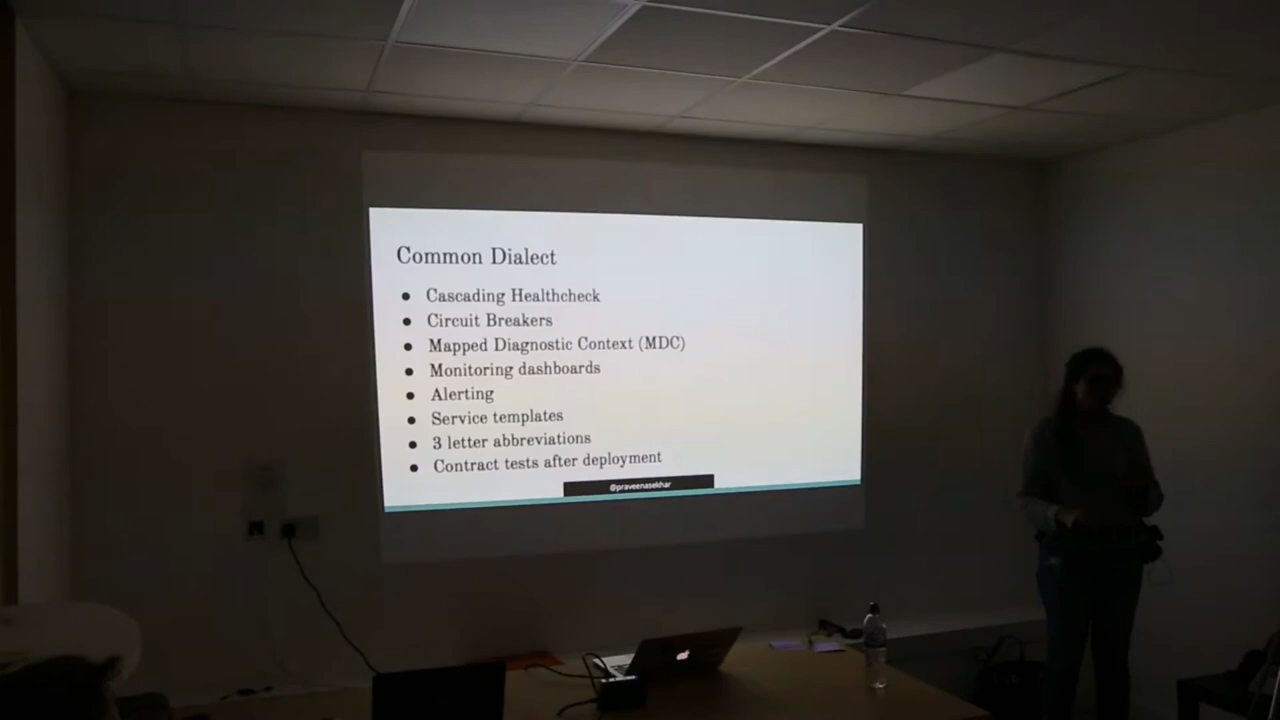 Common Dialect
● Cascading Healthcheck
● Circuit Breakers
● Mapped Diagnostic Context (MDC)
● Monitoring dashboards
● Alerting
● Service templates
● 3 letter abbreviations
● Contract tests after deployment
@praveenasekhar